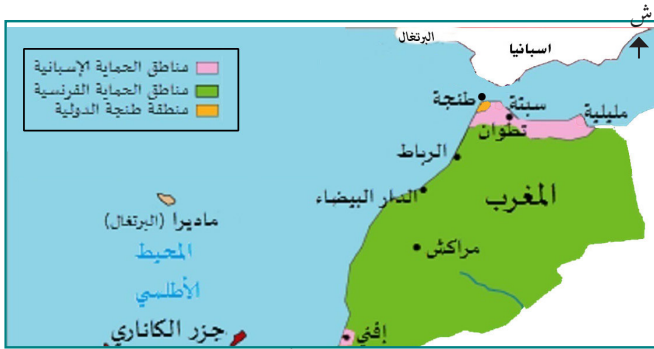 ش
البرتغال
اسبانيا
مناطق الحماية الإسبانية
مناطق الحماية الفرنسية
منطقة طنجة الدولية
طنجة
سبتة
مليلية
تطوان
الرباط
الدار البيضاء
المغرب
مراكش
ماديرا (البرتغال)
المحيط
الأطلسي
جزر الكاناري
إفني